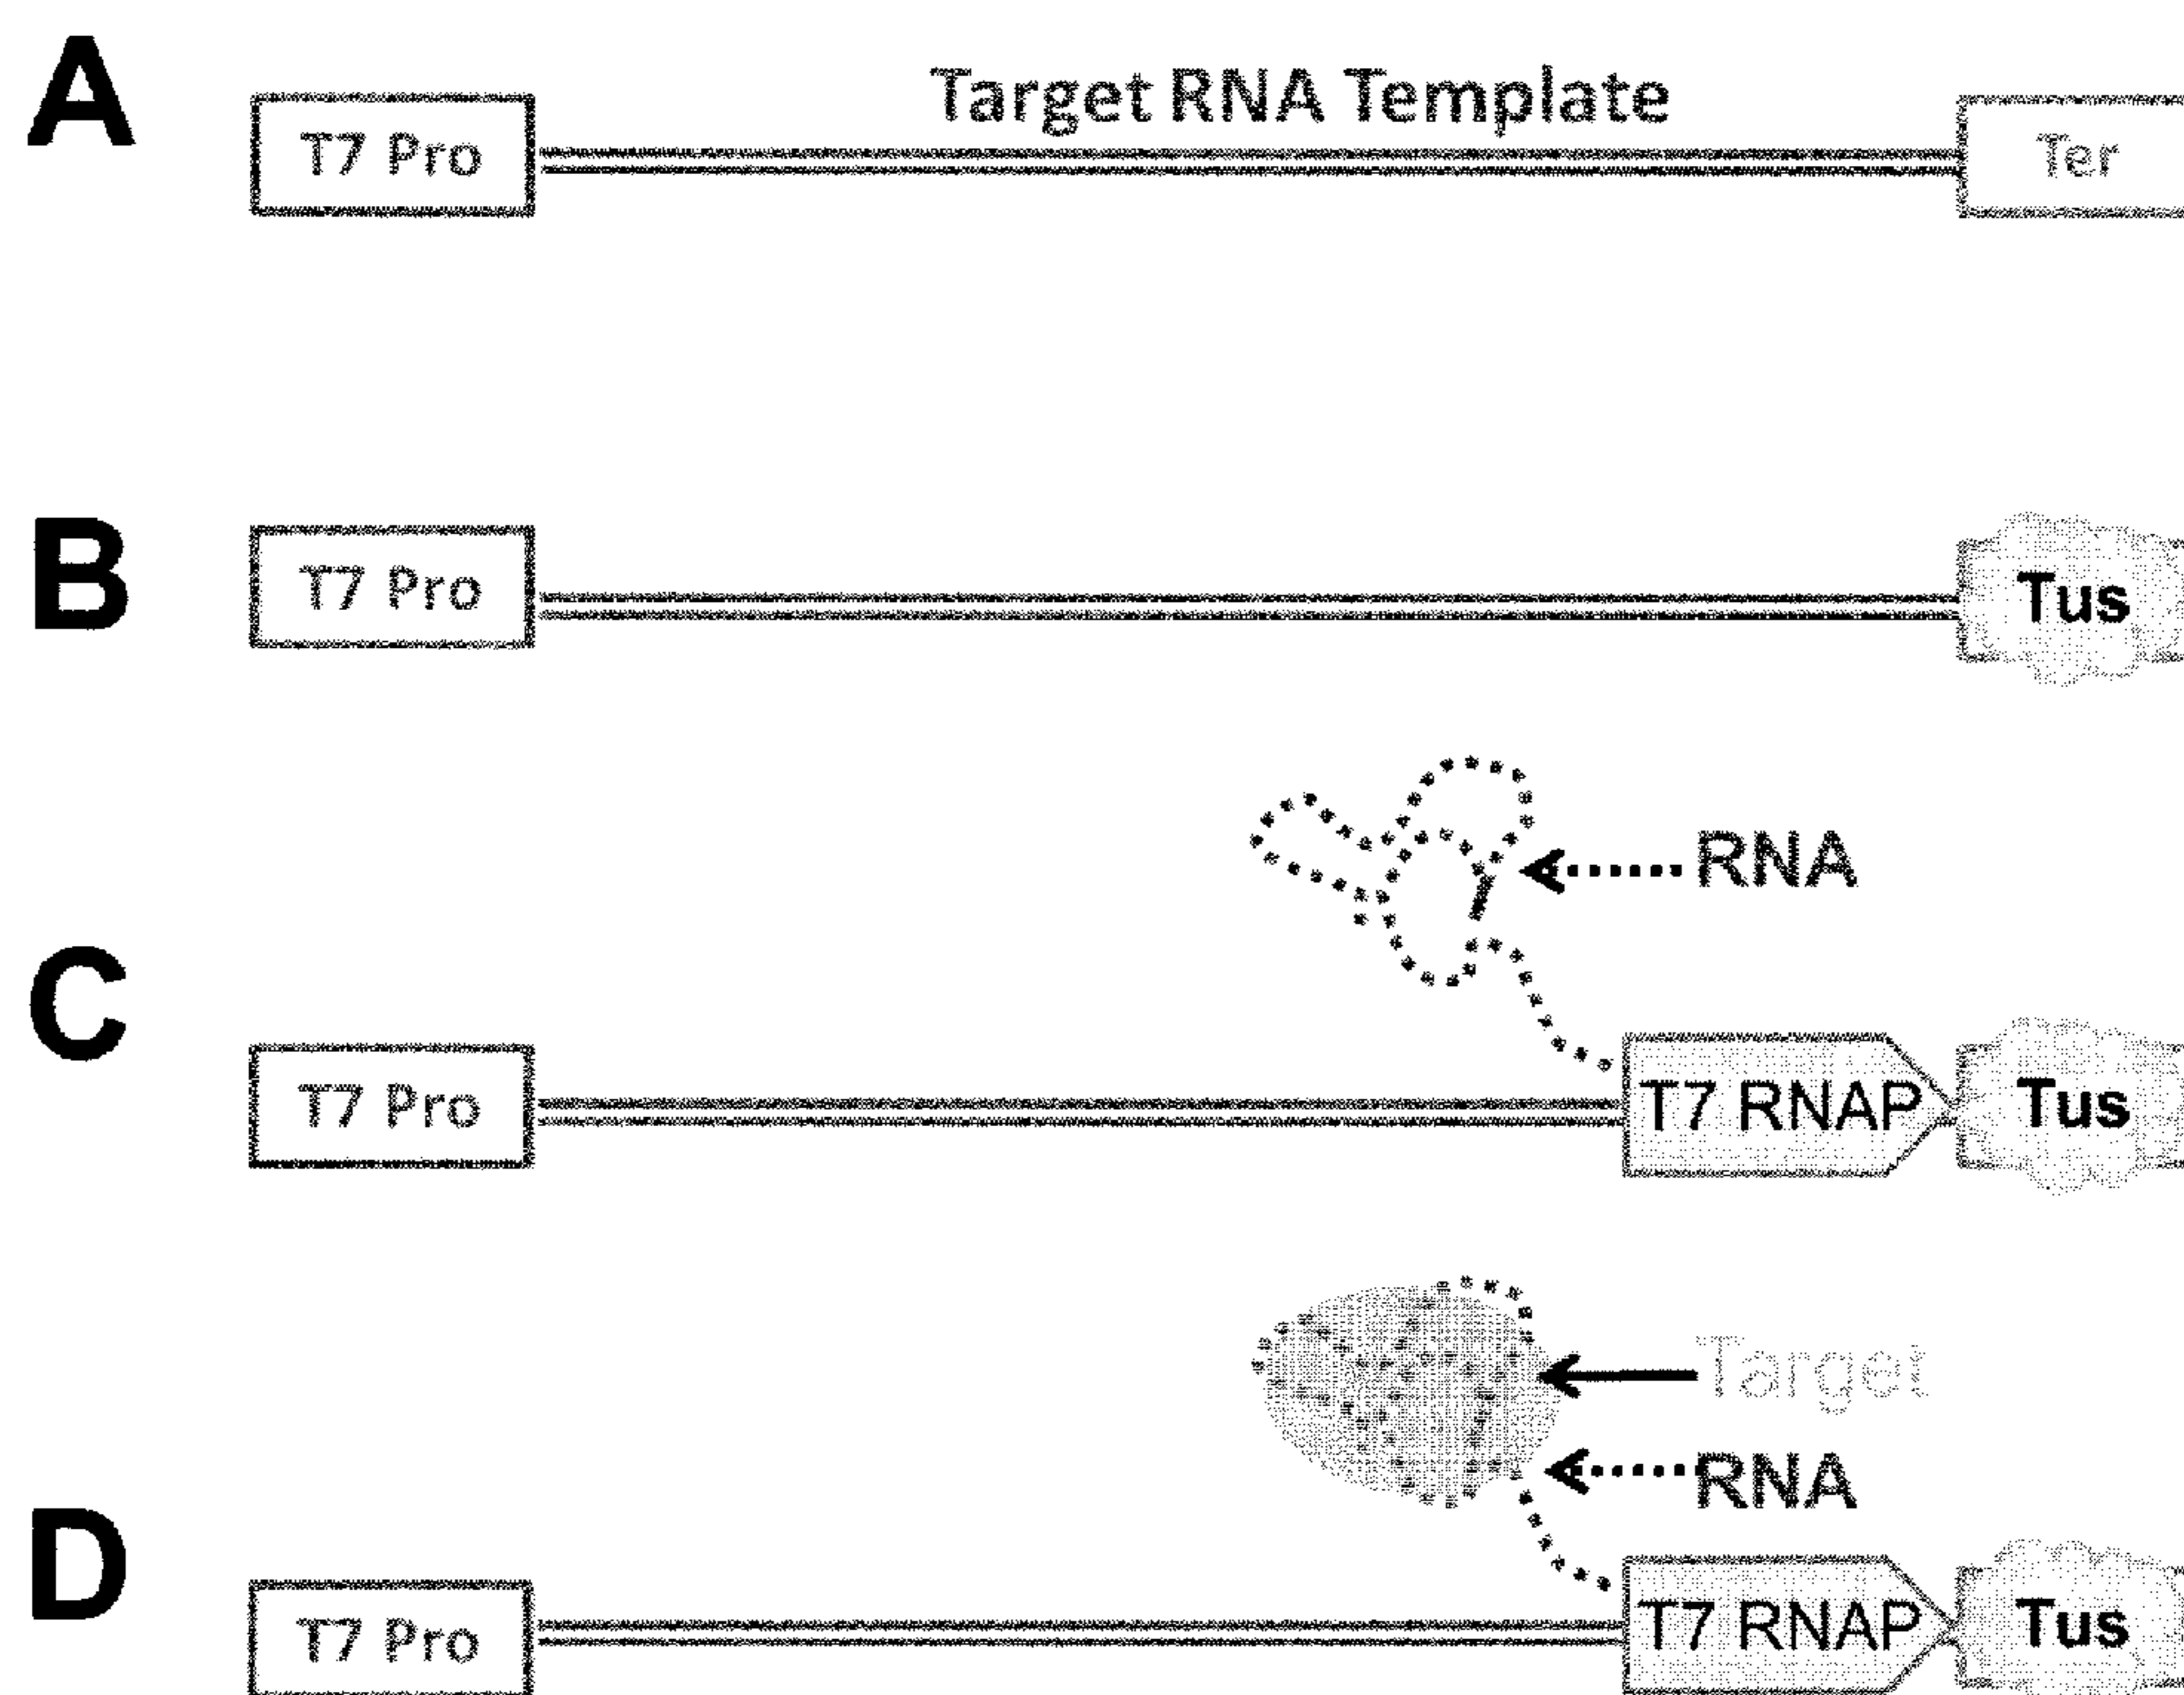 A
Target RNA Template
T7 Pro
Ter
B
T7 Pro
Tus
RNA
C
T7 Pro
T7 RNAP
Tus
Target
RNA
D
T7 Pro
T7 RNAP
Tus